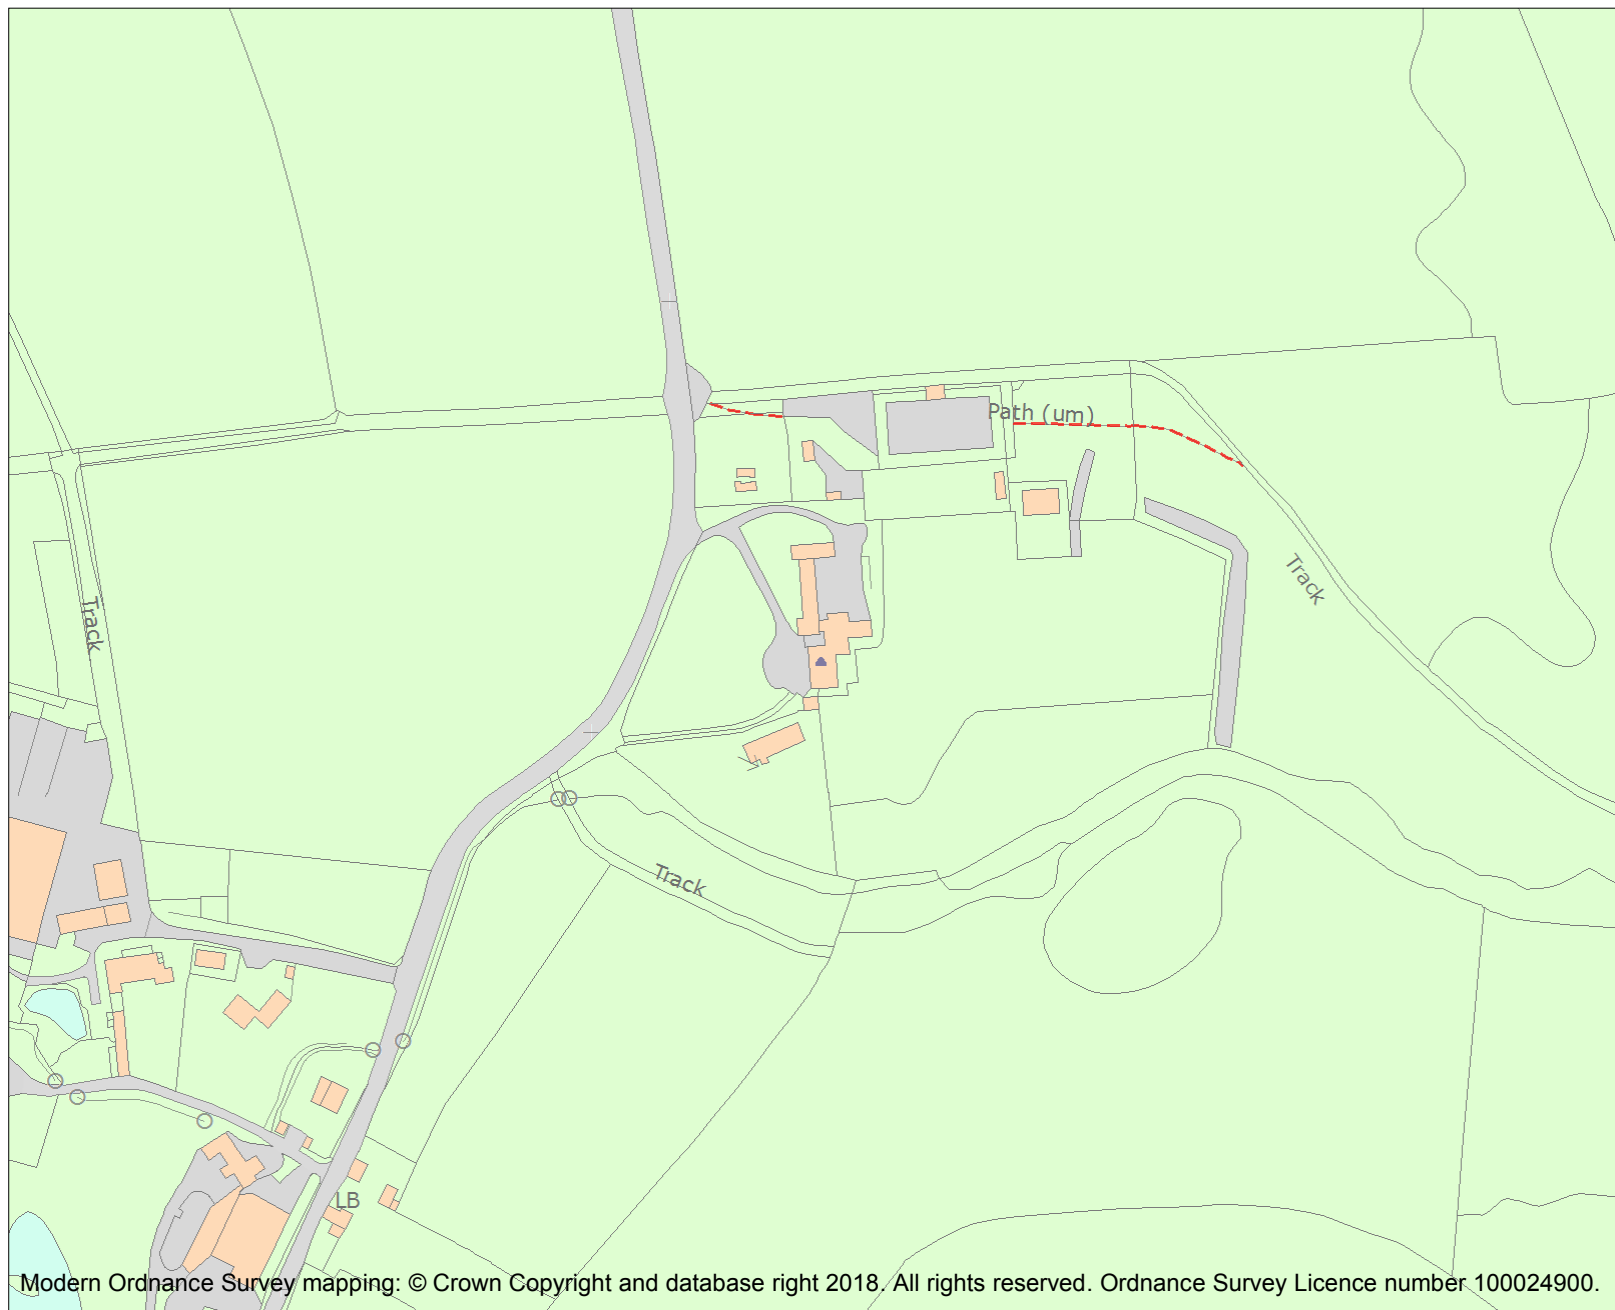 Path (um)
Track
Track
Track
LB
Modern Ordnance Survey mapping: © Crown Copyright and database right 2018. All rights reserved. Ordnance Survey Licence number 100024900.